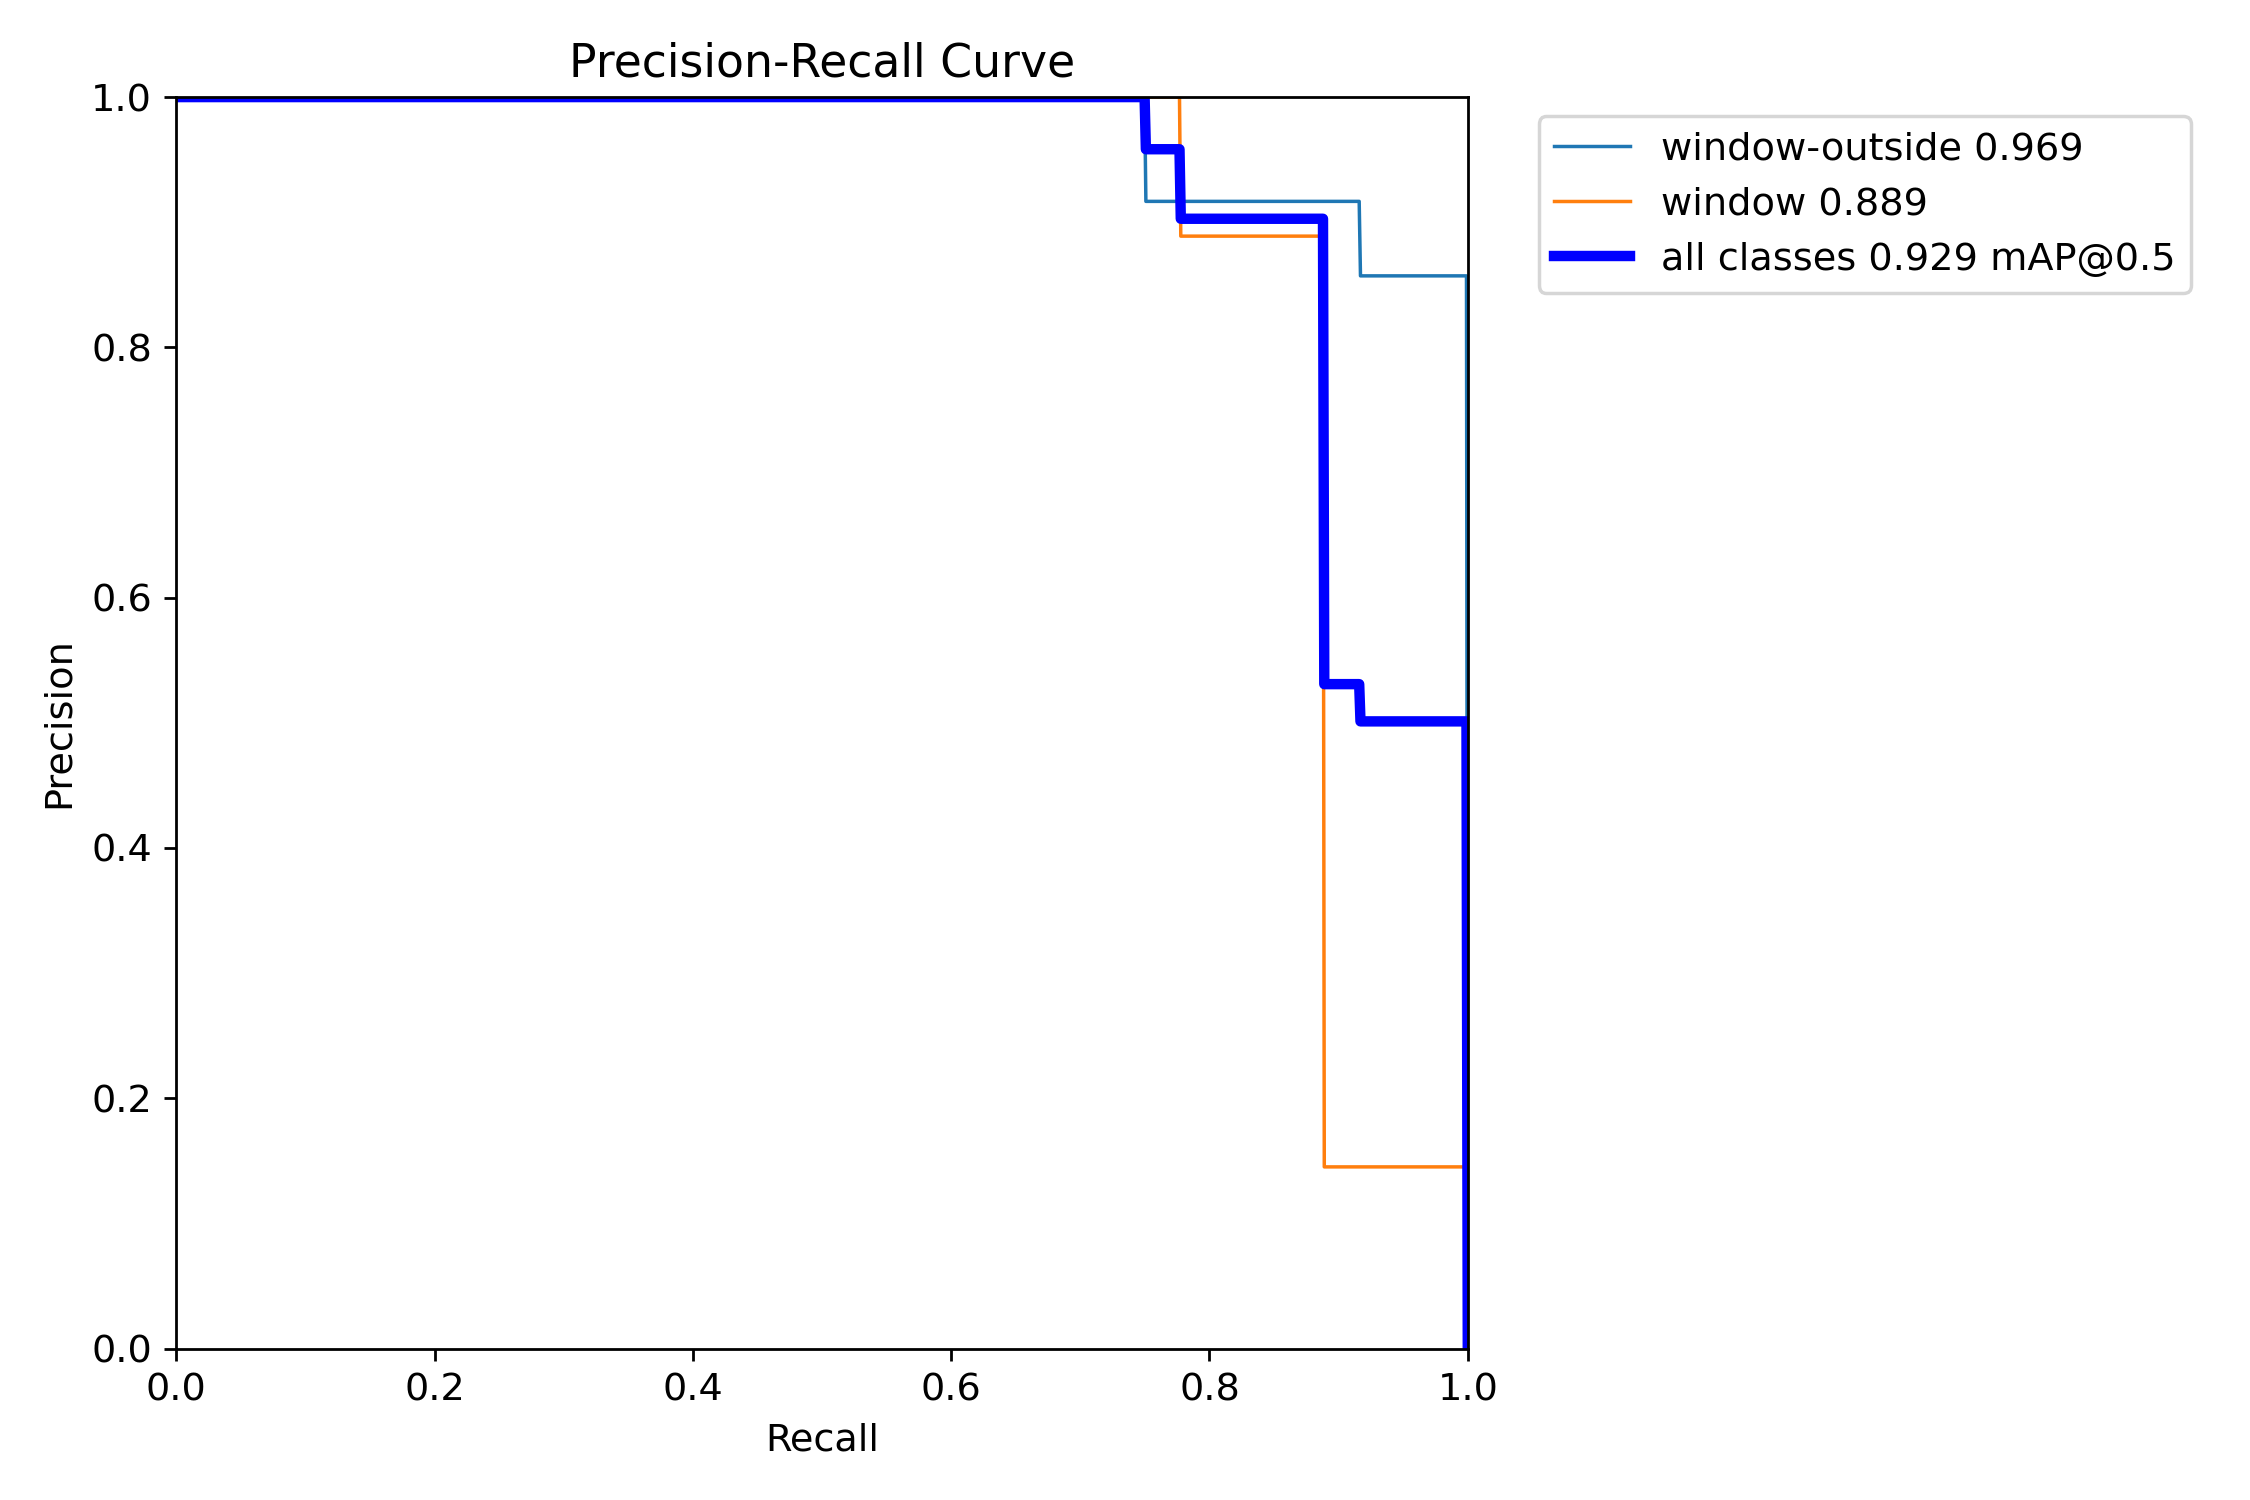 Precision-Recall Curve
1.0
0.8
0.6
0.4
0.2
0.0
Precision
0.0 0.2 0.4 0.6 0.8 1.0
Recall
window-outside 0.969
window 0.889
all classes 0.929 mAP@0.5